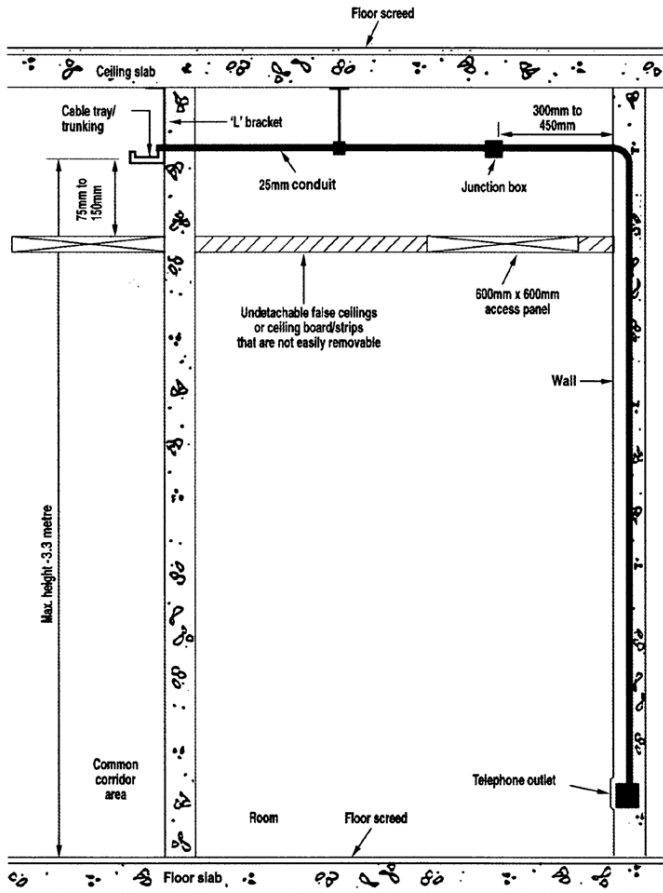 Floor screed
Ceiling slab
Cable tray/
trunking
'L' bracket
300mm to
450mm
25mm conduit
Junction box
75mm to
150mm
600mm x 600mm
access panel
Undetachable false ceilings
or ceiling board/strips
that are not easily removable
Wall
Max. height -3.3 metre
Common
corridor
area
Telephone outlet
Room
Floor screed
Floor slab